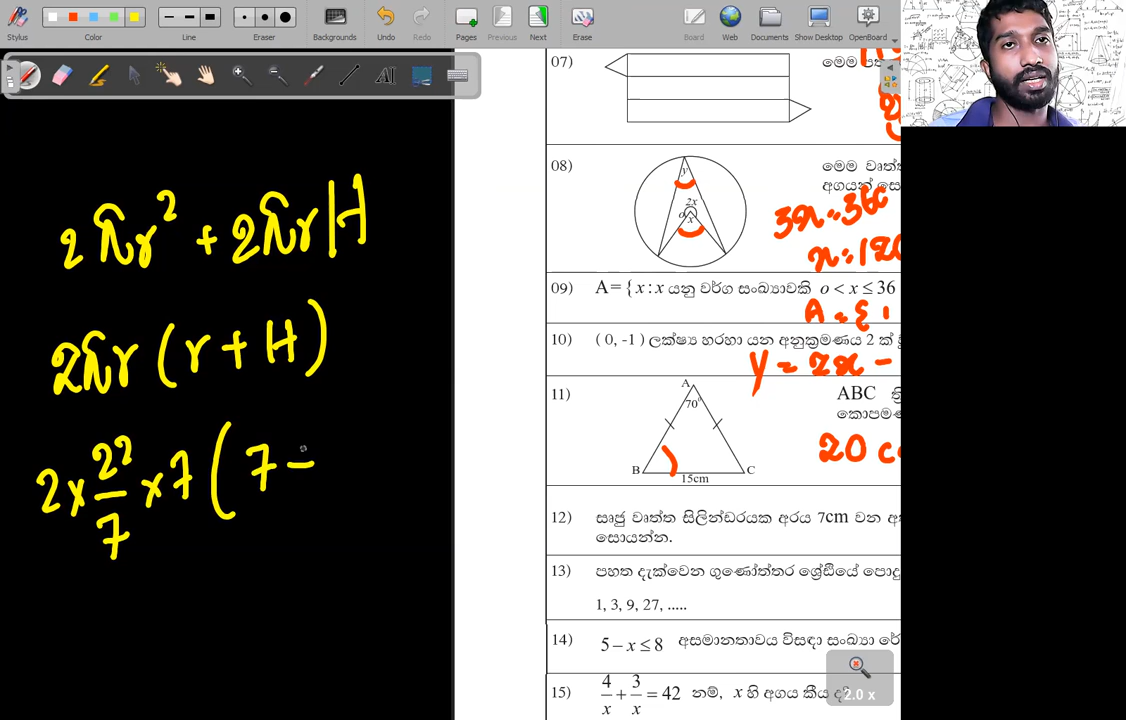 Stylus
Color
Line
Eraser
Backgrounds
Undo
Redo
Pages
Previous
Next
Erase
Board
Web
Documents
Show Desktop
OpenBoard
2πr² + 2πrH
2πr (r + H)
2 × 22/7 × 7 ( 7 -
07)
මෙම
08)
y
2x
o
x
මෙම වෘත්ත
අගයන්
3x = 360
x = 120
09)
A = { x : x යනු වර්ග සංඛ්‍යාවකි o < x ≤ 36
A = { 1
10)
( 0, -1 ) ලක්ෂ්‍ය හරහා යන අනුක්‍රමණය 2 ක්
y = 2x -
11)
A
70⁰
B
C
15cm
ABC
කොපමණ
20 c
12)
සෘජු වෘත්ත සිලින්ඩරයක අරය 7cm වන
සොයන්න.
13)
පහත දැක්වෙන ගුණෝත්තර ශ්‍රේඪියේ
1, 3, 9, 27, .....
14)
5 − x ≤ 8 අසමානතාවය විසඳා සංඛ්‍යා
15)
4/x + 3/x = 42 නම්, x හි අගය කීය
2.0 x